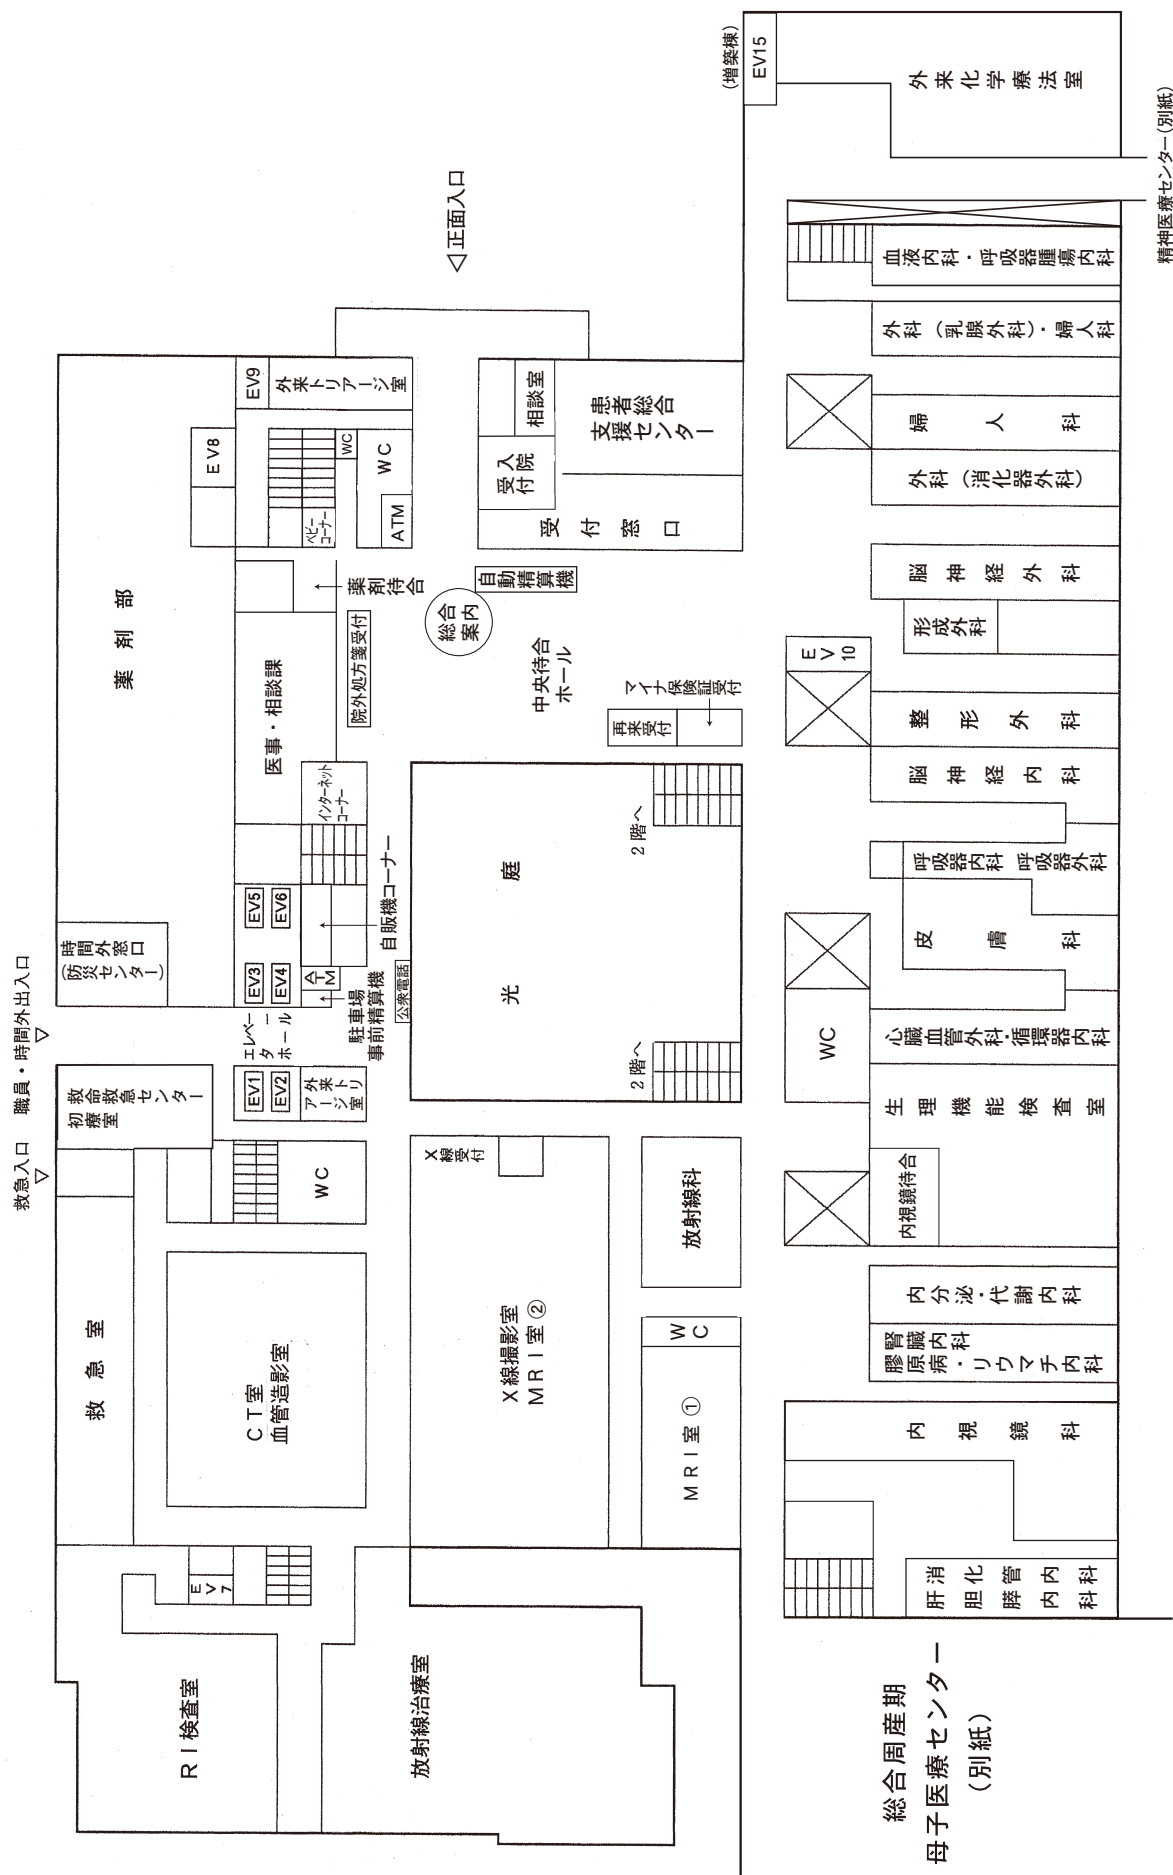 救急入口
職員・時間外出入口
RI検査室
EV7
救急室
救命救急センター
初療室
時間外窓口
(防災センター)
薬剤部
EV8
放射線治療室
CT室
血管造影室
WC
EV1
EV2
外来トリ
アージ室
エレベー
タ
ホール
EV3
EV4
EV5
EV6
ATM
駐車場
事前精算機
公衆電話
自販機コーナー
インターネット
コーナー
医事・相談課
院外処方箋受付
薬剤
待合
ベビー
コーナー
WC
WC
ATM
EV9
外来トリアージ室
正面入口
X線撮影室
MRI室②
X線
受付
光庭
2階へ
2階へ
MRI室①
WC
放射線科
総合
案内
自動
精算機
中央待合
ホール
再来
受付
マイナ
保険証受付
受付窓口
入院
受付
相談室
患者総合
支援センター
(増築棟)
EV15
外来化学療法室
精神医療センター(別紙)
総合周産期
母子医療センター
(別紙)
肝胆膵内科
消化管内科
内視鏡科
腎臓内科
膠原病・リウマチ内科
内分泌・代謝内科
内視鏡待合
生理機能検査室
WC
心臓血管外科・循環器内科
皮膚科
呼吸器内科 呼吸器外科
脳神経内科
整形外科
EV10
形成外科
脳神経外科
外科(消化器外科)
婦人科
外科(乳腺外科)・婦人科
血液内科・呼吸器腫瘍内科